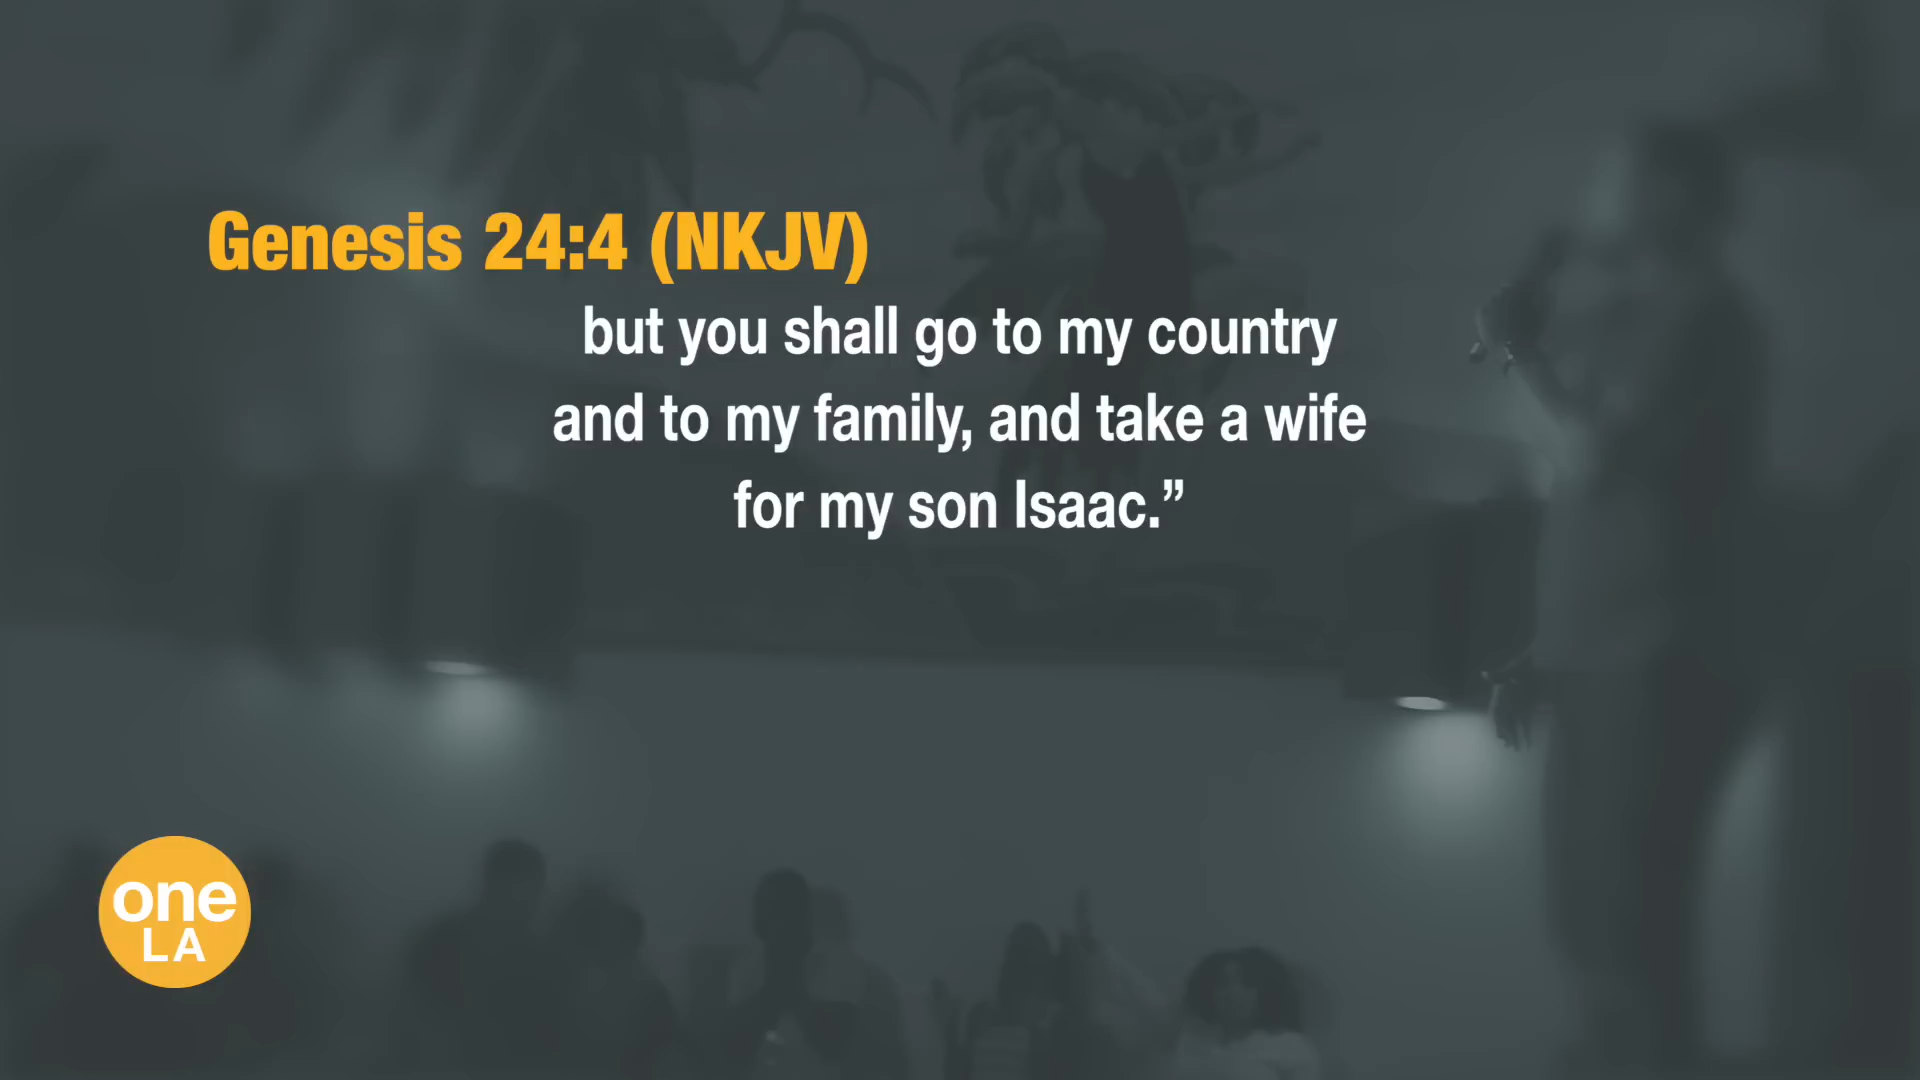 Genesis 24:4 (NKJV)
but you shall go to my country
and to my family, and take a wife
for my son Isaac.”
one
LA